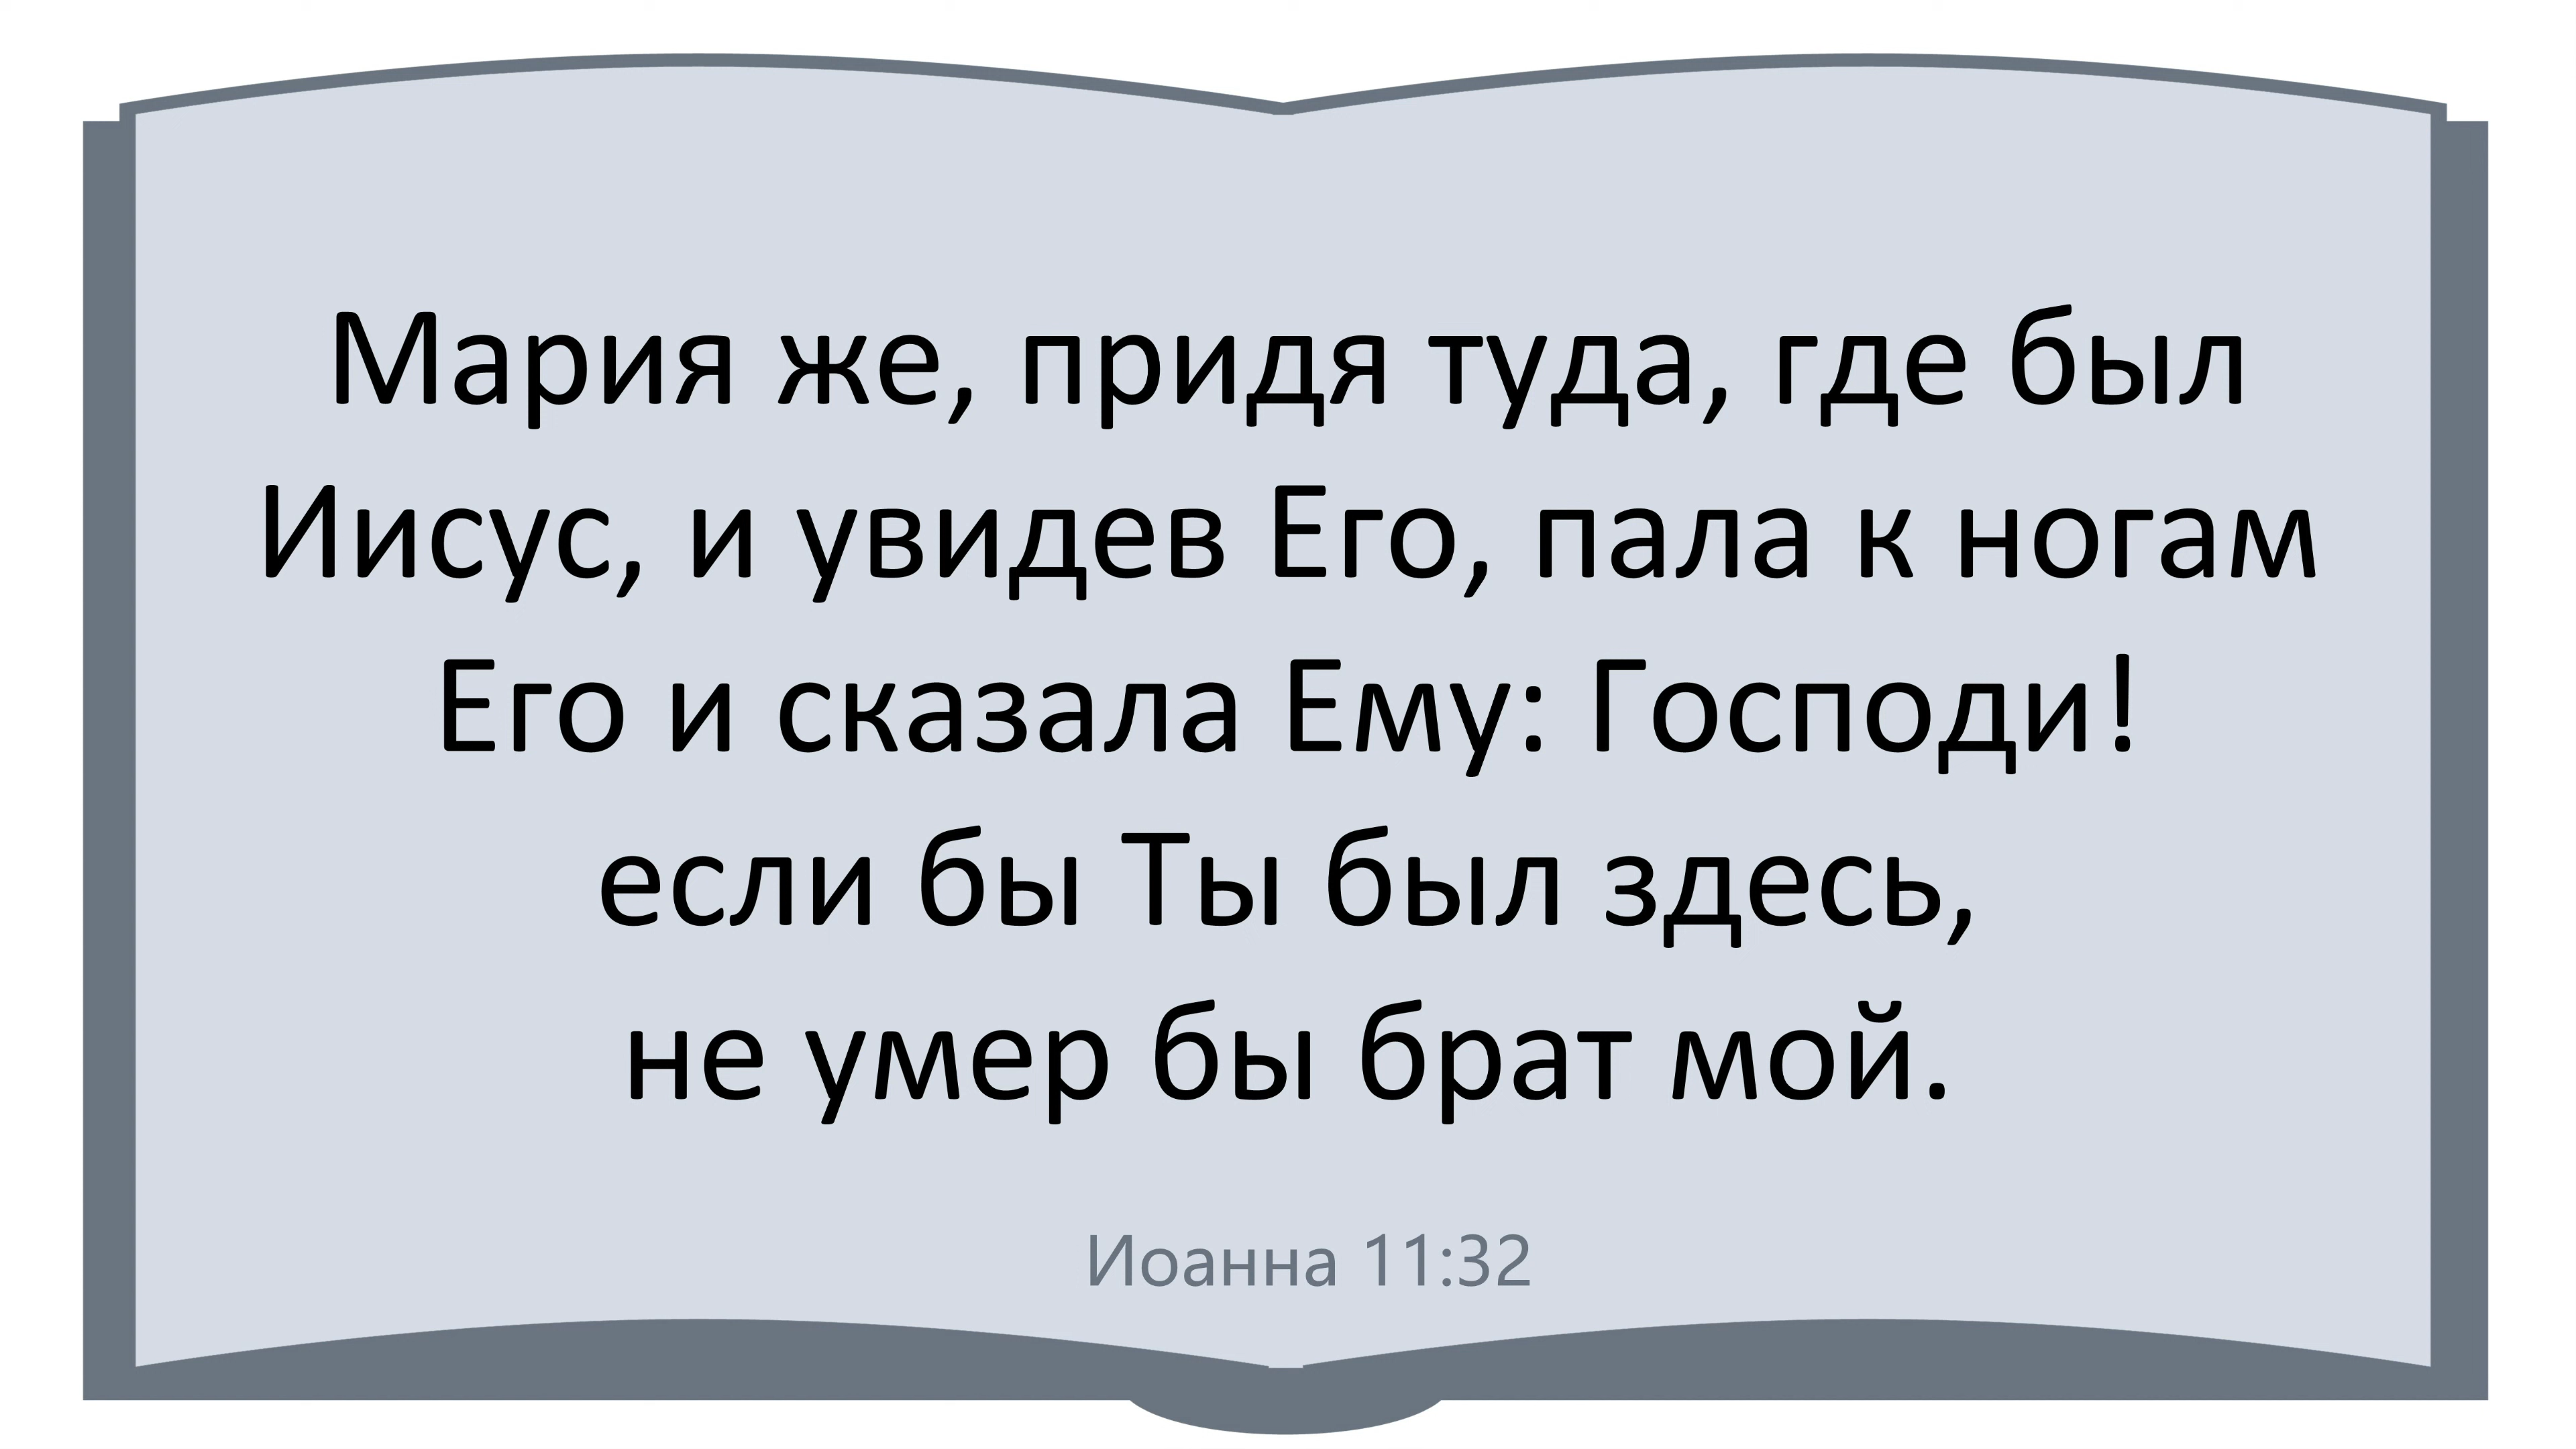 Мария же, придя туда, где был
Иисус, и увидев Его, пала к ногам
Его и сказала Ему: Господи!
если бы Ты был здесь,
не умер бы брат мой.
Иоанна 11:32